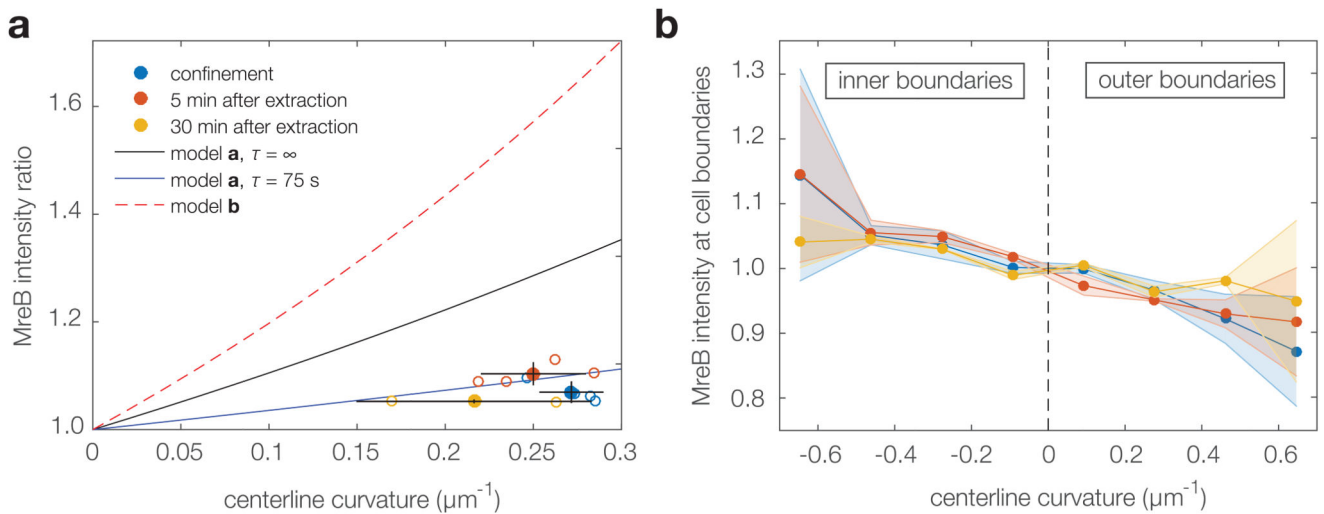 a
MreB intensity ratio
1.6
1.4
1.2
1.0
confinement
5 min after extraction
30 min after extraction
model a, τ = ∞
model a, τ = 75 s
model b
0 0.05 0.1 0.15 0.2 0.25 0.3
centerline curvature (μm⁻¹)
b
MreB intensity at cell boundaries
1.3
1.2
1.1
1.0
0.9
0.8
inner boundaries
outer boundaries
-0.6 -0.4 -0.2 0 0.2 0.4 0.6
centerline curvature (μm⁻¹)